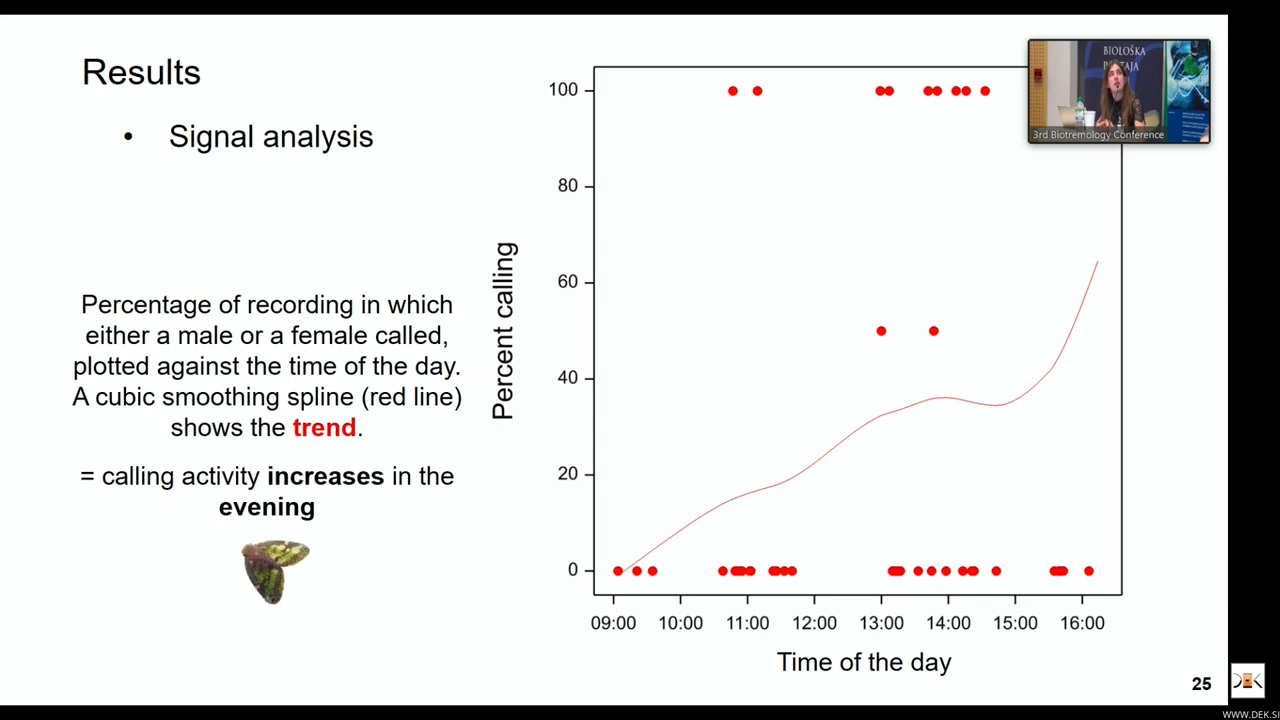 Results
• Signal analysis
Percentage of recording in which
either a male or a female called,
plotted against the time of the day.
A cubic smoothing spline (red line)
shows the trend.
= calling activity increases in the
evening
Percent calling
100
80
60
40
20
0
09:00 10:00 11:00 12:00 13:00 14:00 15:00 16:00
Time of the day
BIOLOŠKA
3rd Biotremology Conference
25
WWW.DEK.SI